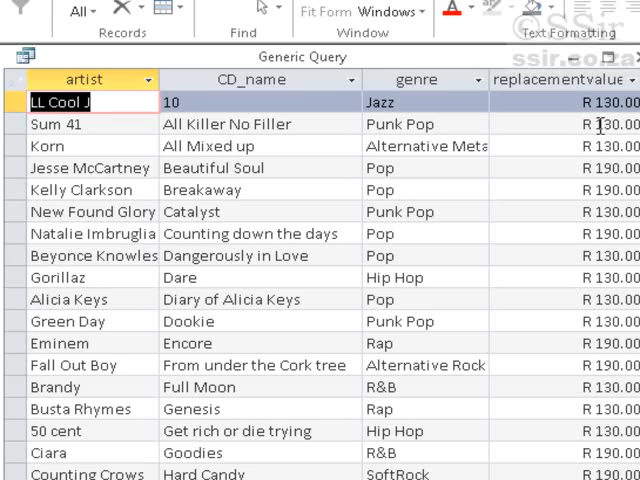 All
Fit Form Windows
Records Find Window Text Formatting
©SSir
ssir.co.za
Generic Query
artist CD_name genre replacementvalue
LL Cool J 10 Jazz R 130.00
Sum 41 All Killer No Filler Punk Pop R 130.00
Korn All Mixed up Alternative Meta R 130.00
Jesse McCartney Beautiful Soul Pop R 190.00
Kelly Clarkson Breakaway Pop R 190.00
New Found Glory Catalyst Punk Pop R 130.00
Natalie Imbruglia Counting down the days Pop R 190.00
Beyonce Knowles Dangerously in Love Pop R 130.00
Gorillaz Dare Hip Hop R 130.00
Alicia Keys Diary of Alicia Keys Pop R 130.00
Green Day Dookie Punk Pop R 130.00
Eminem Encore Rap R 190.00
Fall Out Boy From under the Cork tree Alternative Rock R 190.00
Brandy Full Moon R&B R 130.00
Busta Rhymes Genesis Rap R 130.00
50 cent Get rich or die trying Hip Hop R 130.00
Ciara Goodies R&B R 190.00
Counting Crows Hard Candy SoftRock R 130.00